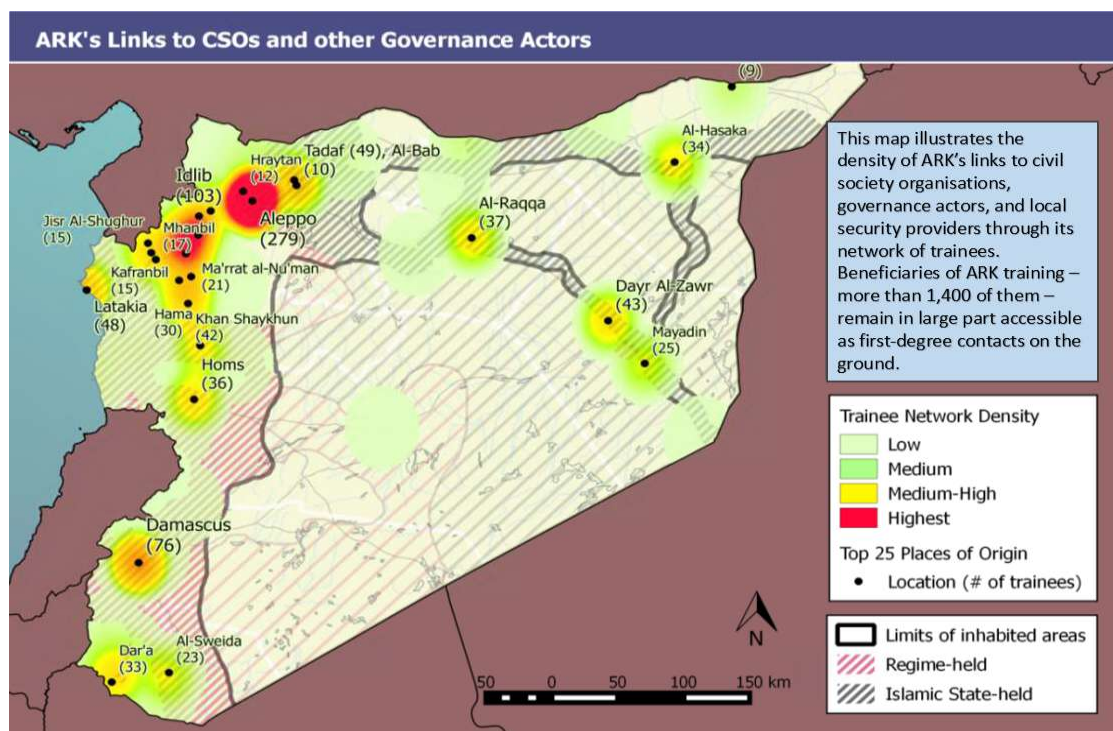 ARK's Links to CSOs and other Governance Actors
(9)
Al-Hasaka
(34)
Tadaf (49), Al-Bab
(10)
Hraytan
(12)
Idlib
(103)
Aleppo
(279)
Al-Raqqa
(37)
Jisr Al-Shughur
(15)
Mhanbil
(17)
Kafranbil
(15)
Ma'rrat al-Nu'man
(21)
Latakia
(48)
Hama
(30)
Khan Shaykhun
(42)
Dayr Al-Zawr
(43)
Mayadin
(25)
Homs
(36)
Damascus
(76)
Al-Sweida
(23)
Dar'a
(33)
N
50 0 50 100 150 km
This map illustrates the
density of ARK's links to civil
society organisations,
governance actors, and local
security providers through its
network of trainees.
Beneficiaries of ARK training –
more than 1,400 of them –
remain in large part accessible
as first-degree contacts on the
ground.
Trainee Network Density
Low
Medium
Medium-High
Highest
Top 25 Places of Origin
Location (# of trainees)
Limits of inhabited areas
Regime-held
Islamic State-held